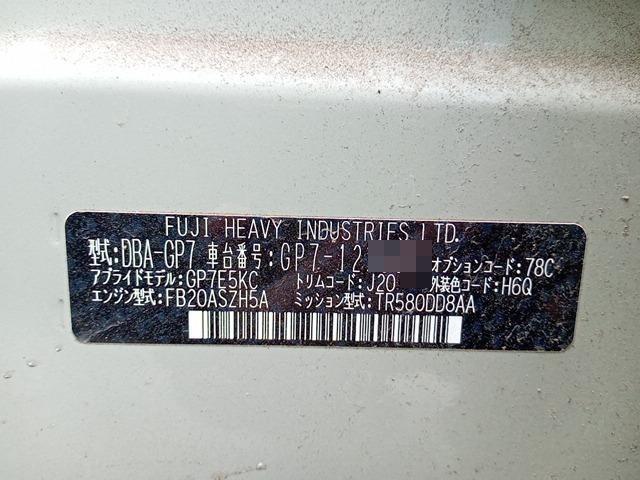 FUJI HEAVY INDUSTRIES LTD.
型式:DBA-GP7 車台番号:GP7-12 オプションコード:78C
アプライドモデル:GP7E5KC トリムコード:J20 外装色コード:H6Q
エンジン型式:FB20ASZH5A ミッション型式:TR580DD8AA